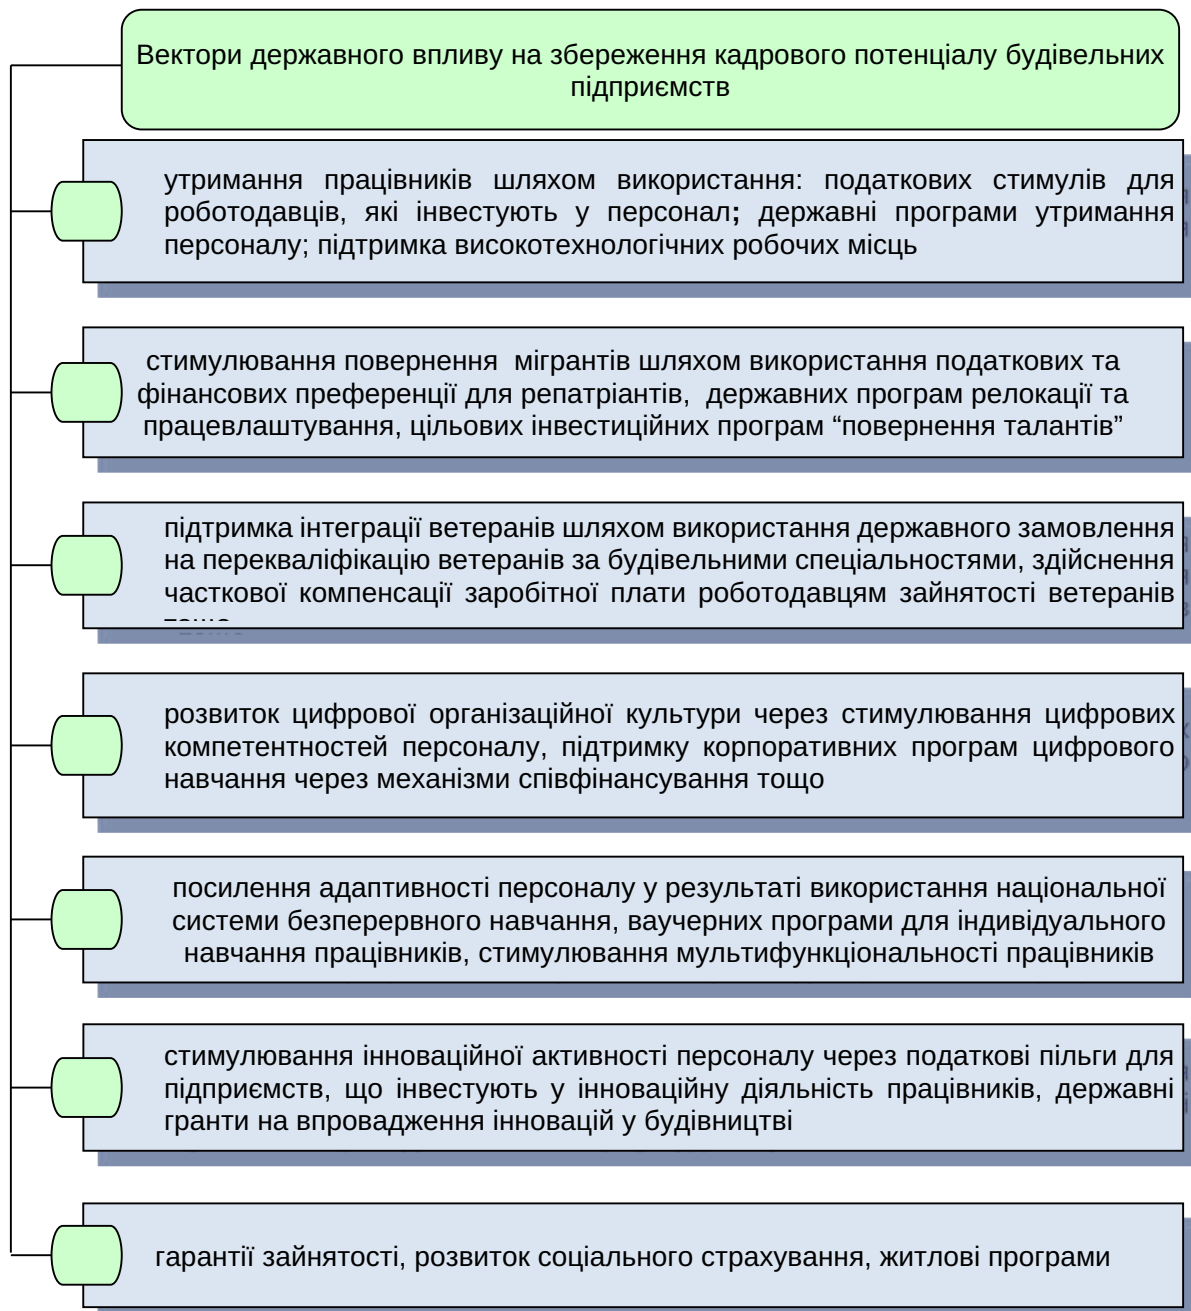 Вектори державного впливу на збереження кадрового потенціалу будівельних
підприємств
утримання працівників шляхом використання: податкових стимулів для
роботодавців, які інвестують у персонал; державні програми утримання
персоналу; підтримка високотехнологічних робочих місць
стимулювання повернення мігрантів шляхом використання податкових та
фінансових преференції для репатріантів, державних програм релокації та
працевлаштування, цільових інвестиційних програм “повернення талантів”
підтримка інтеграції ветеранів шляхом використання державного замовлення
на перекваліфікацію ветеранів за будівельними спеціальностями, здійснення
часткової компенсації заробітної плати роботодавцям зайнятості ветеранів
розвиток цифрової організаційної культури через стимулювання цифрових
компетентностей персоналу, підтримку корпоративних програм цифрового
навчання через механізми співфінансування тощо
посилення адаптивності персоналу у результаті використання національної
системи безперервного навчання, ваучерних програми для індивідуального
навчання працівників, стимулювання мультифункціональності працівників
стимулювання інноваційної активності персоналу через податкові пільги для
підприємств, що інвестують у інноваційну діяльність працівників, державні
гранти на впровадження інновацій у будівництві
гарантії зайнятості, розвиток соціального страхування, житлові програми